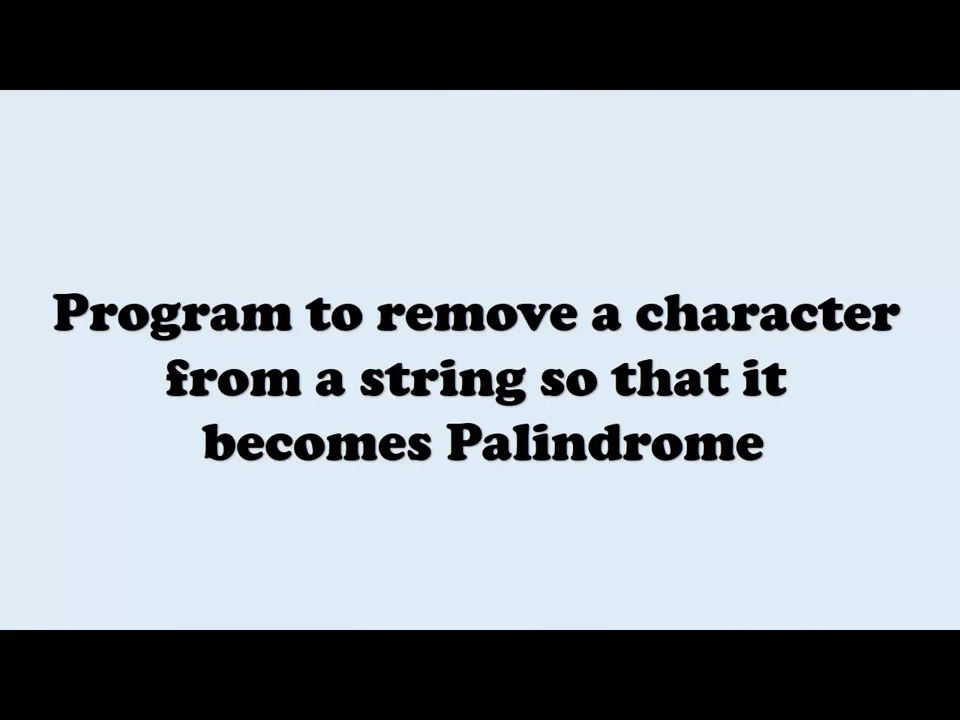 Program to remove a character
from a string so that it
becomes Palindrome